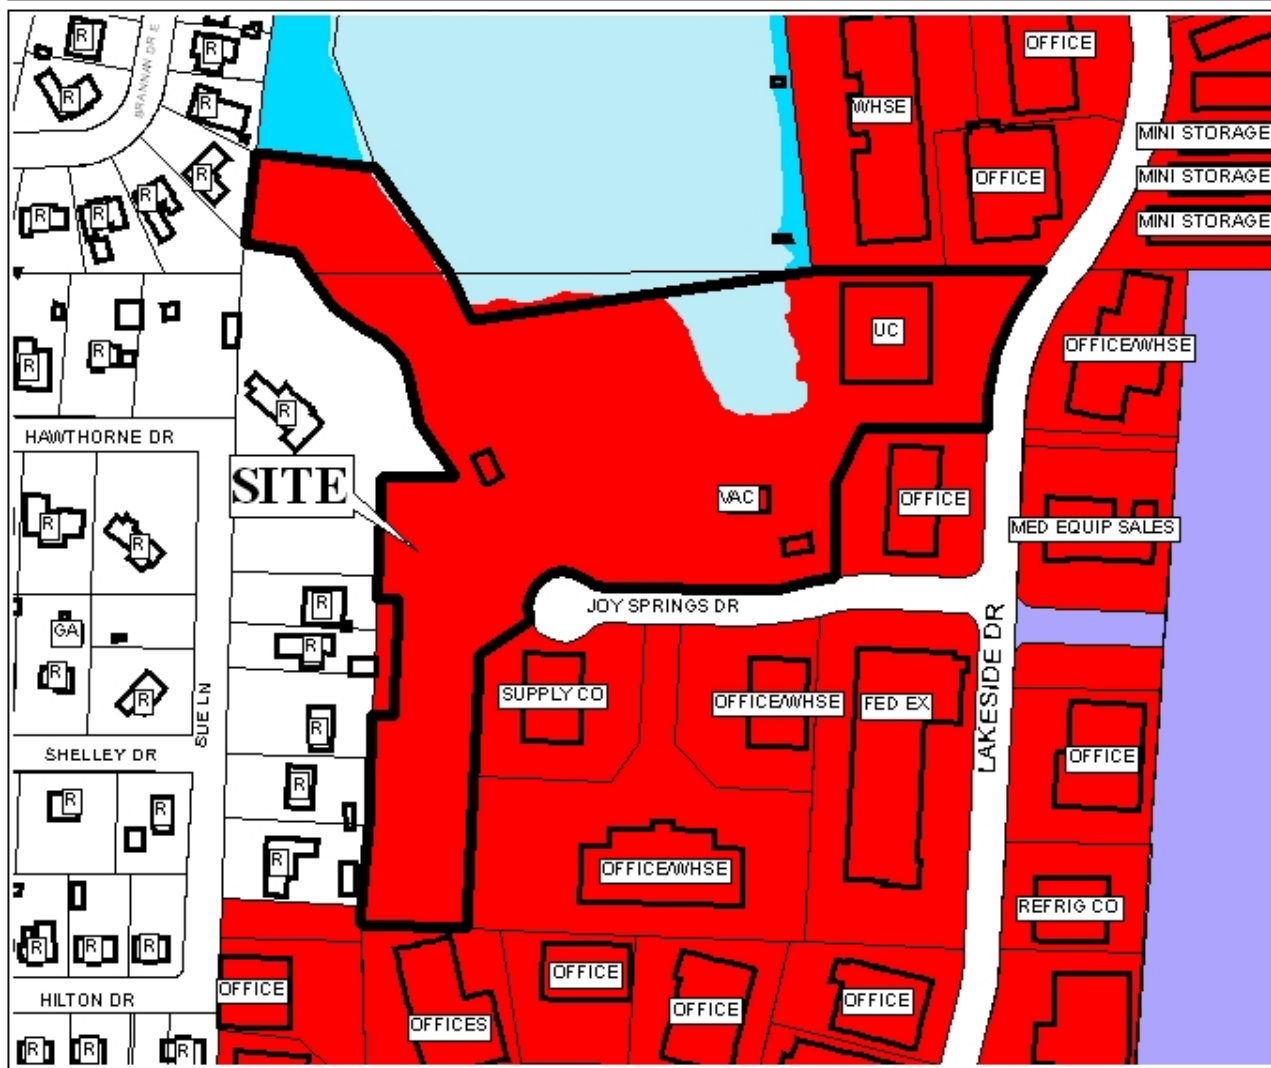 R
BRANNAN DR E
R
OFFICE
R
R
WHSE
MINI STORAGE
R
OFFICE
MINI STORAGE
R
R
R
MINI STORAGE
UC
OFFICE/WHSE
R
R
R
HAWTHORNE DR
SITE
VAC
OFFICE
R
R
MED EQUIP SALES
R
JOY SPRINGS DR
GA
R
R
LAKESIDE DR
SUE LN
R
SUPPLY CO
OFFICE/WHSE
FED EX
R
SHELLEY DR
OFFICE
R
R
R
R
OFFICE/WHSE
REFRIG CO
R
R
R
OFFICE
OFFICE
HILTON DR
OFFICE
OFFICE
OFFICES
R
R
R